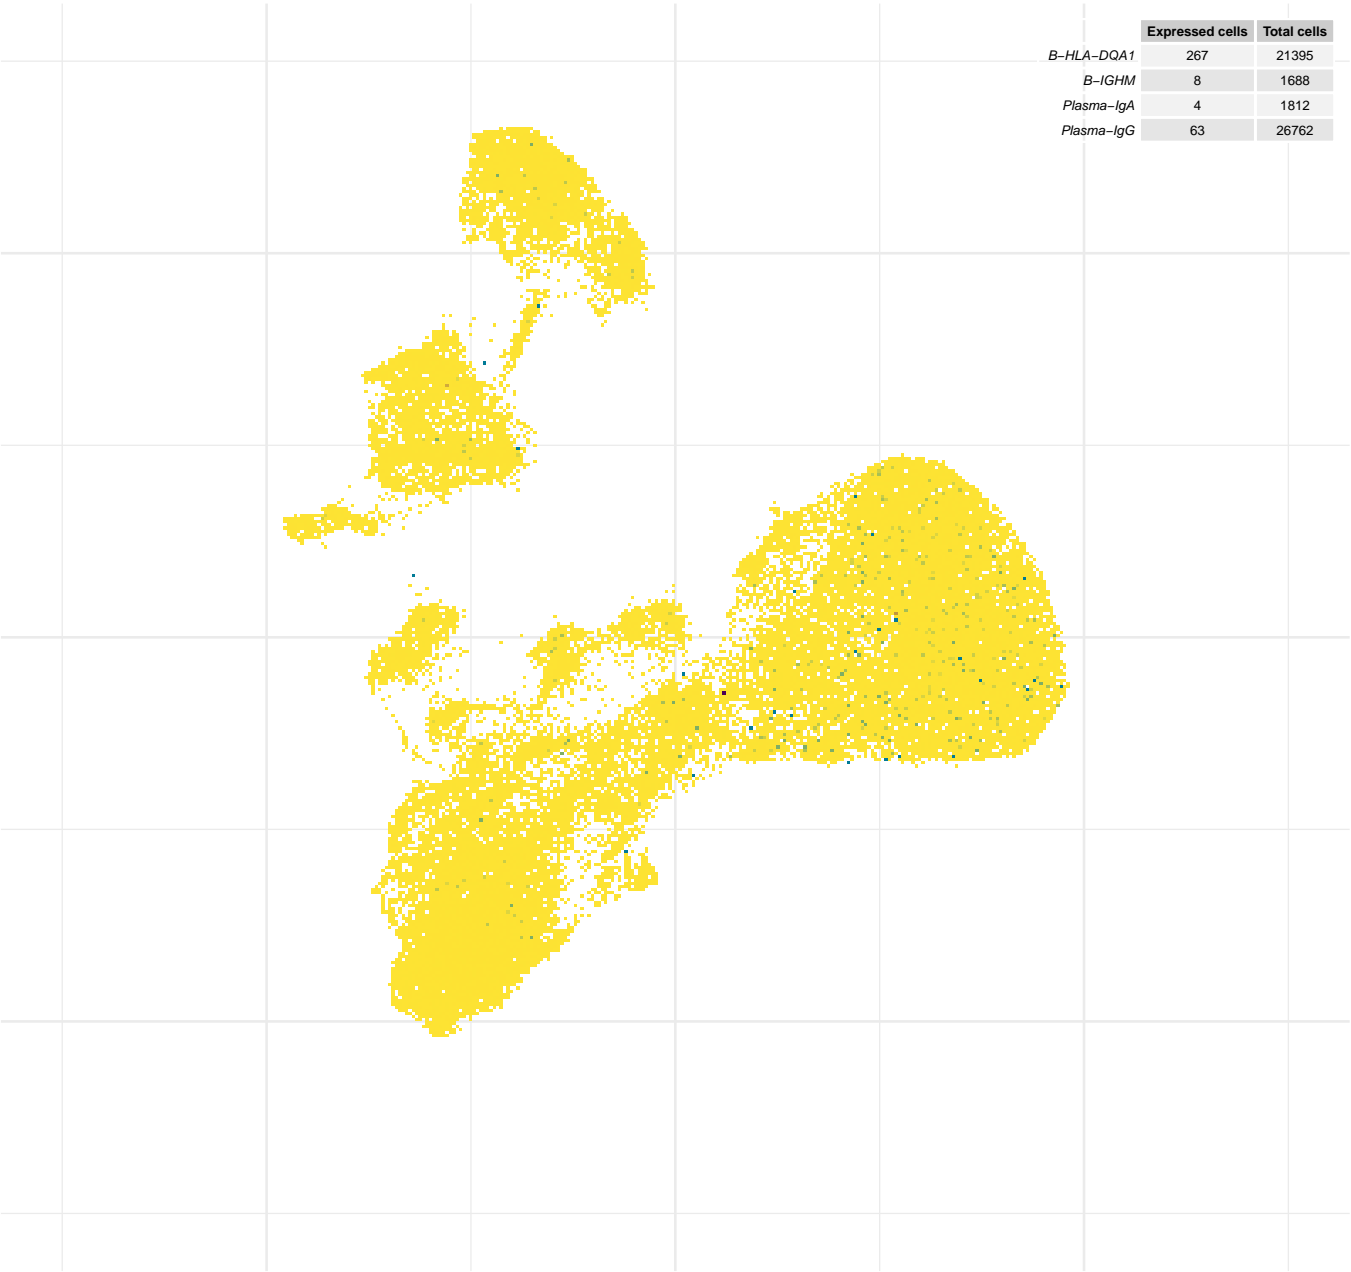 Expressed cells Total cells
B−HLA−DQA1 267 21395
B−IGHM 8 1688
Plasma−IgA 4 1812
Plasma−IgG 63 26762